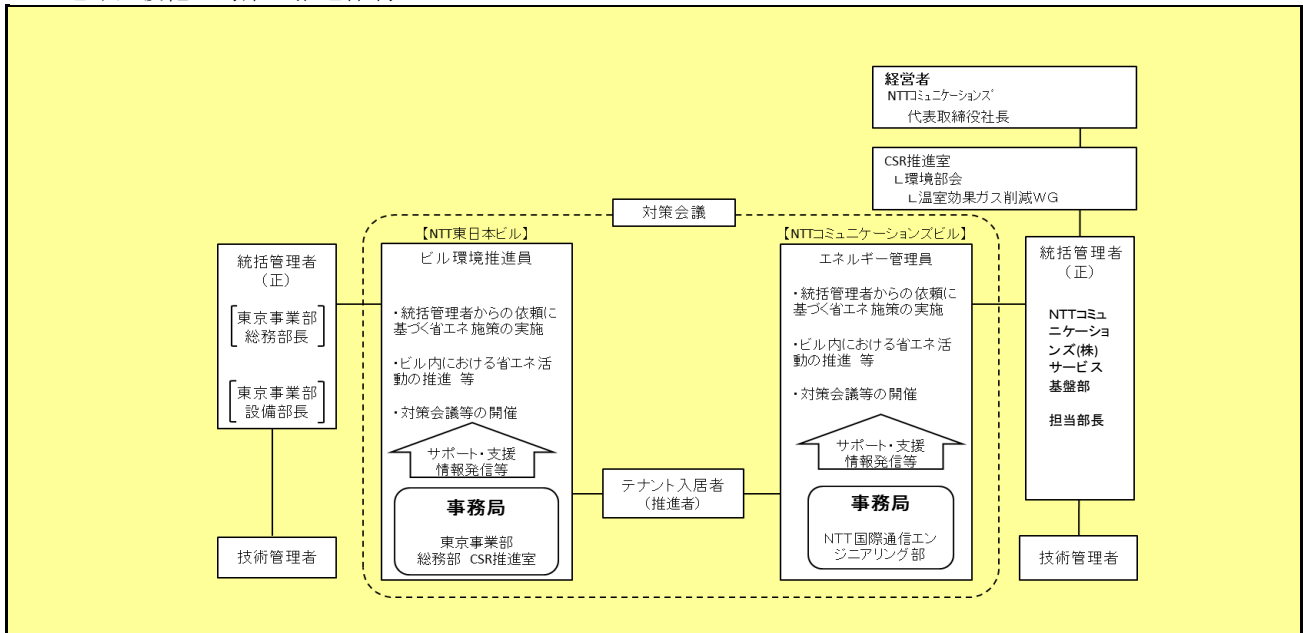 経営者
NTTコミュニケーションズ
代表取締役社長
CSR推進室
∟環境部会
∟温室効果ガス削減WG
対策会議
【NTT東日本ビル】
ビル環境推進員
・統括管理者からの依頼に
基づく省エネ施策の実施
・ビル内における省エネ活
動の推進 等
・対策会議等の開催
サポート・支援
情報発信等
事務局
東京事業部
総務部 CSR推進室
統括管理者
(正)
東京事業部
総務部長
東京事業部
設備部長
技術管理者
テナント入居者
(推進者)
【NTTコミュニケーションズビル】
エネルギー管理員
・統括管理者からの依頼に
基づく省エネ施策の実施
・ビル内における省エネ活
動の推進 等
・対策会議等の開催
サポート・支援
情報発信等
事務局
NTT国際通信エン
ジニアリング部
統括管理者
(正)
NTTコミュ
ニケーショ
ンズ(株)
サービス
基盤部
担当部長
技術管理者